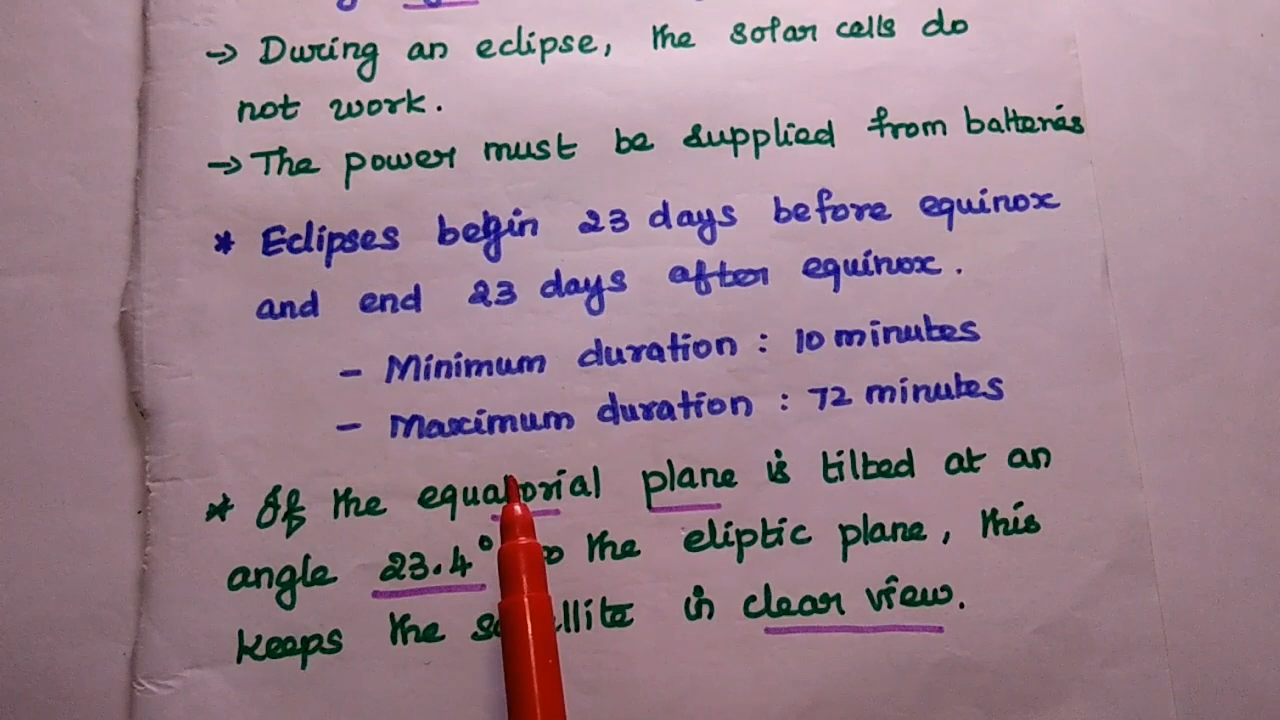 → During an eclipse, the solar cells do
not work.
→ The power must be supplied from batteries
* Eclipses begin 23 days before equinox
and end 23 days after equinox.
- Minimum duration : 10 minutes
- Maximum duration : 72 minutes
* If the equatorial plane is tilted at an
angle 23.4° to the eliptic plane, this
keeps the satellite in clear view.